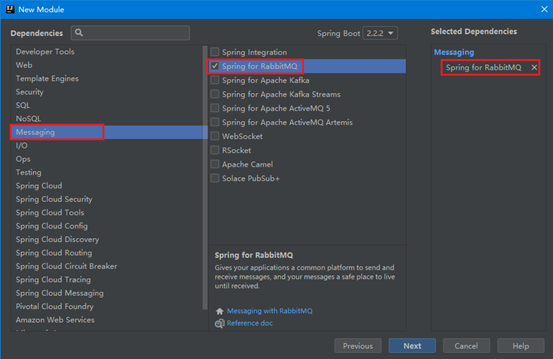 New Module
Dependencies
Spring Boot 2.2.2
Selected Dependencies
Developer Tools
Web
Template Engines
Security
SQL
NoSQL
Messaging
I/O
Ops
Testing
Spring Cloud
Spring Cloud Security
Spring Cloud Tools
Spring Cloud Config
Spring Cloud Discovery
Spring Cloud Routing
Spring Cloud Circuit Breaker
Spring Cloud Tracing
Spring Cloud Messaging
Pivotal Cloud Foundry
Amazon Web Services
Spring Integration
Spring for RabbitMQ
Spring for Apache Kafka
Spring for Apache Kafka Streams
Spring for Apache ActiveMQ 5
Spring for Apache ActiveMQ Artemis
WebSocket
RSocket
Apache Camel
Solace PubSub+
Spring for RabbitMQ
Gives your applications a common platform to send and
receive messages, and your messages a safe place to live
until received.
Messaging with RabbitMQ
Reference doc
Messaging
Spring for RabbitMQ
Previous
Next
Cancel
Help